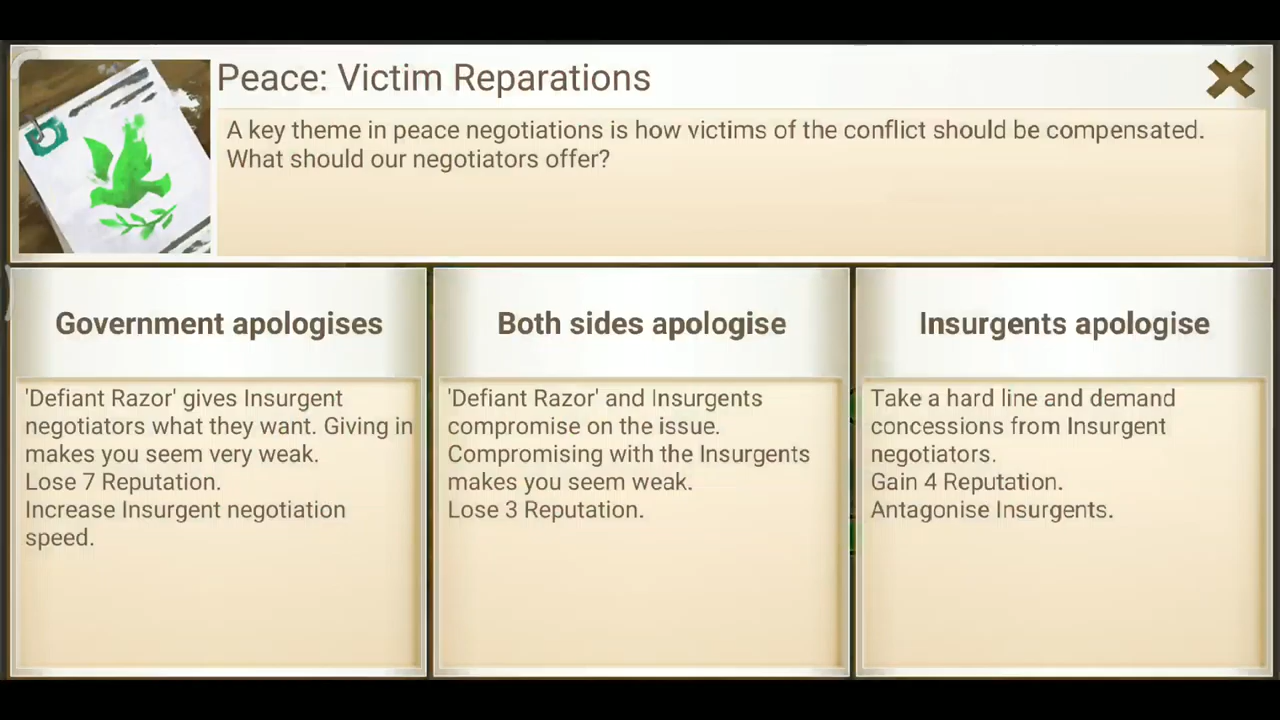 Peace: Victim Reparations
A key theme in peace negotiations is how victims of the conflict should be compensated.
What should our negotiators offer?
Government apologises
'Defiant Razor' gives Insurgent
negotiators what they want. Giving in
makes you seem very weak.
Lose 7 Reputation.
Increase Insurgent negotiation
speed.
Both sides apologise
'Defiant Razor' and Insurgents
compromise on the issue.
Compromising with the Insurgents
makes you seem weak.
Lose 3 Reputation.
Insurgents apologise
Take a hard line and demand
concessions from Insurgent
negotiators.
Gain 4 Reputation.
Antagonise Insurgents.